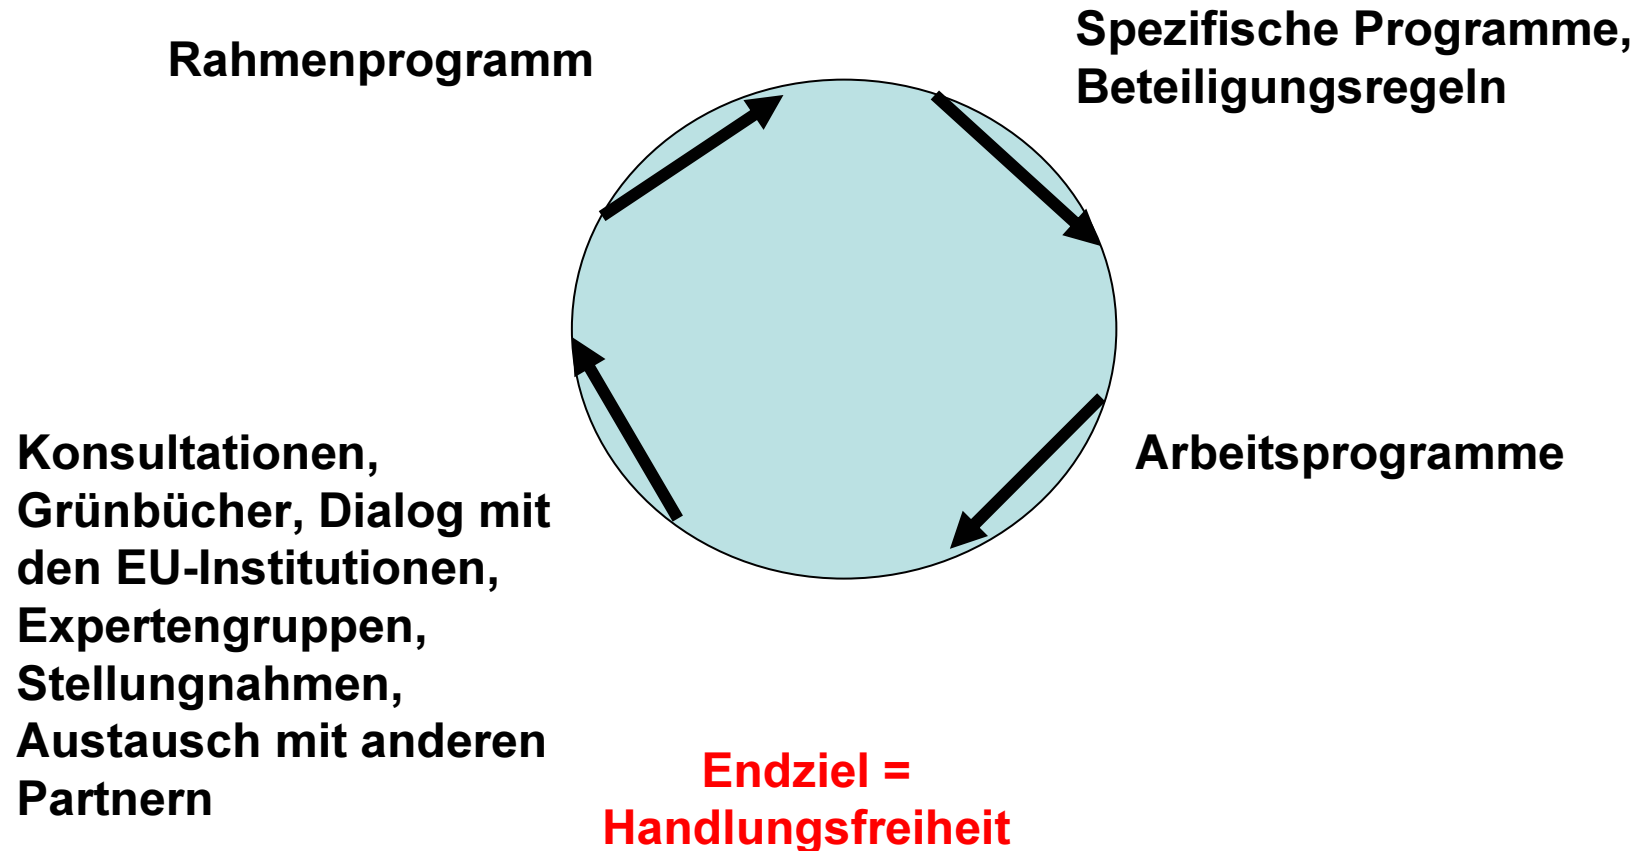 Rahmenprogramm
Spezifische Programme,
Beteiligungsregeln
Arbeitsprogramme
Konsultationen,
Grünbücher, Dialog mit
den EU-Institutionen,
Expertengruppen,
Stellungnahmen,
Austausch mit anderen
Partnern
Endziel =
Handlungsfreiheit